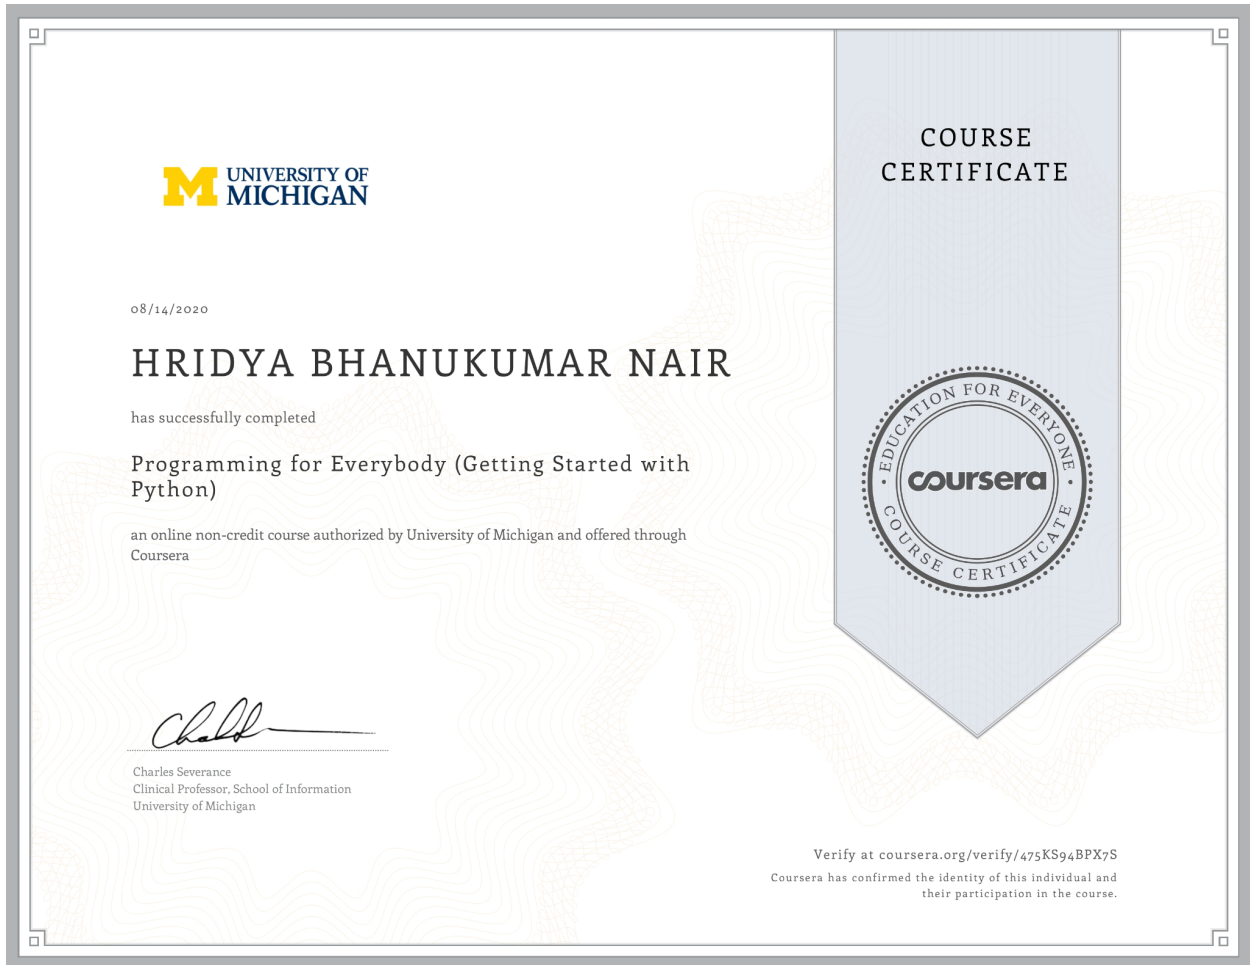 COURSE
CERTIFICATE
UNIVERSITY OF
MICHIGAN
08/14/2020
HRIDYA BHANUKUMAR NAIR
has successfully completed
Programming for Everybody (Getting Started with
Python)
an online non-credit course authorized by University of Michigan and offered through
Coursera
EDUCATION FOR EVERYONE
coursera
COURSE CERTIFICATE
Charles Severance
Clinical Professor, School of Information
University of Michigan
Verify at coursera.org/verify/475KS94BPX7S
Coursera has confirmed the identity of this individual and
their participation in the course.